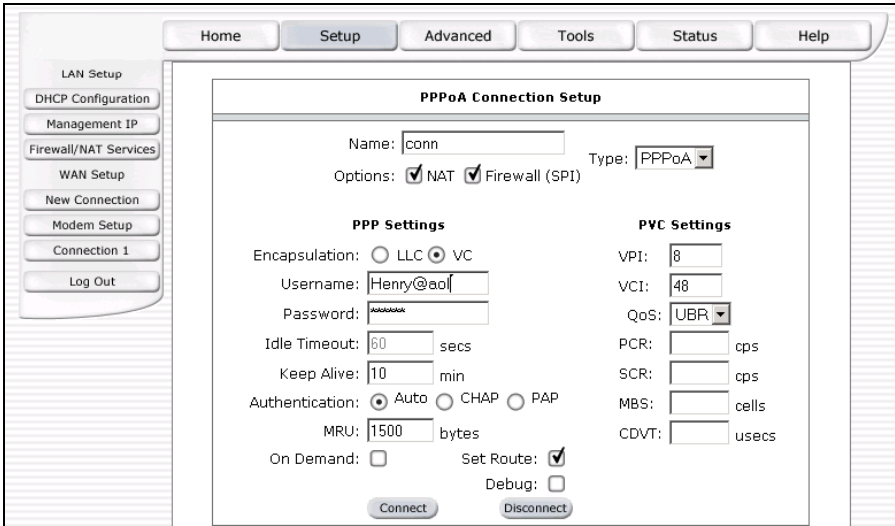 Home Setup Advanced Tools Status Help
LAN Setup
DHCP Configuration
Management IP
Firewall/NAT Services
WAN Setup
New Connection
Modem Setup
Connection 1
Log Out
PPPoA Connection Setup
Name: conn
Type: PPPoA
Options: NAT Firewall (SPI)
PPP Settings
Encapsulation: LLC VC
Username: Henry@aol
Password: *******
Idle Timeout: 60 secs
Keep Alive: 10 min
Authentication: Auto CHAP PAP
MRU: 1500 bytes
On Demand: Set Route:
Debug:
Connect Disconnect
PVC Settings
VPI: 8
VCI: 48
QoS: UBR
PCR: cps
SCR: cps
MBS: cells
CDVT: usecs